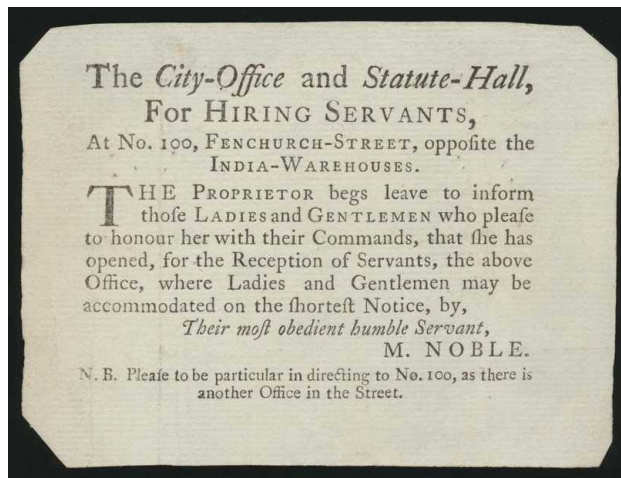 The City-Office and Statute-Hall,
For HIRING SERVANTS,
At No. 100, FENCHURCH-STREET, oppoſite the
INDIA-WAREHOUSES.
THE PROPRIETOR begs leave to inform
thoſe LADIES and GENTLEMEN who pleaſe
to honour her with their Commands, that ſhe has
opened, for the Reception of Servants, the above
Office, where Ladies and Gentlemen may be
accommodated on the ſhorteſt Notice, by,
Their moſt obedient humble Servant,
M. NOBLE.
N. B. Pleaſe to be particular in directing to No. 100, as there is
another Office in the Street.